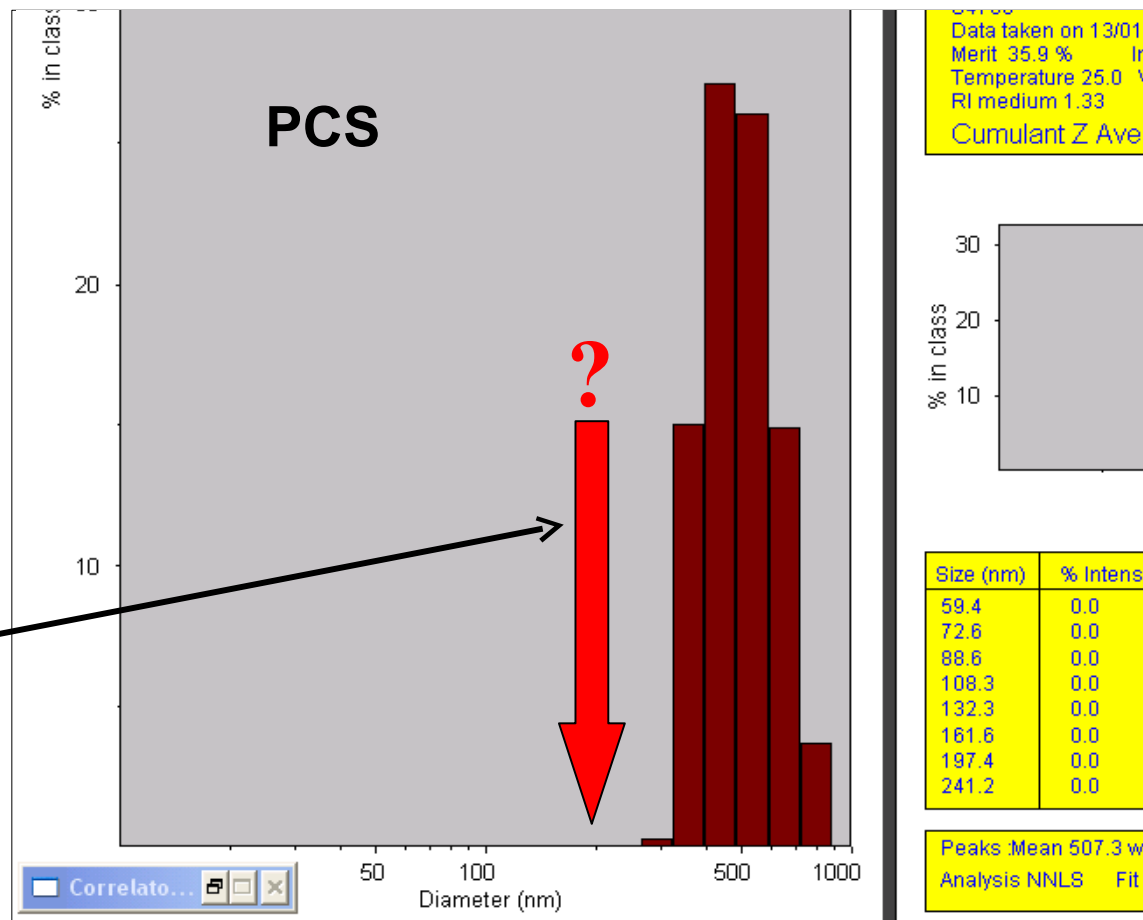 % in class
PCS
20
?
10
50
100
500
1000
Diameter (nm)
Correlato...
Data taken on 13/01
Merit 35.9 %
Temperature 25.0
RI medium 1.33
Cumulant Z Ave
30
20
10
% in class
Size (nm) % Intens
59.4 0.0
72.6 0.0
88.6 0.0
108.3 0.0
132.3 0.0
161.6 0.0
197.4 0.0
241.2 0.0
Peaks :Mean 507.3 w
Analysis NNLS Fit